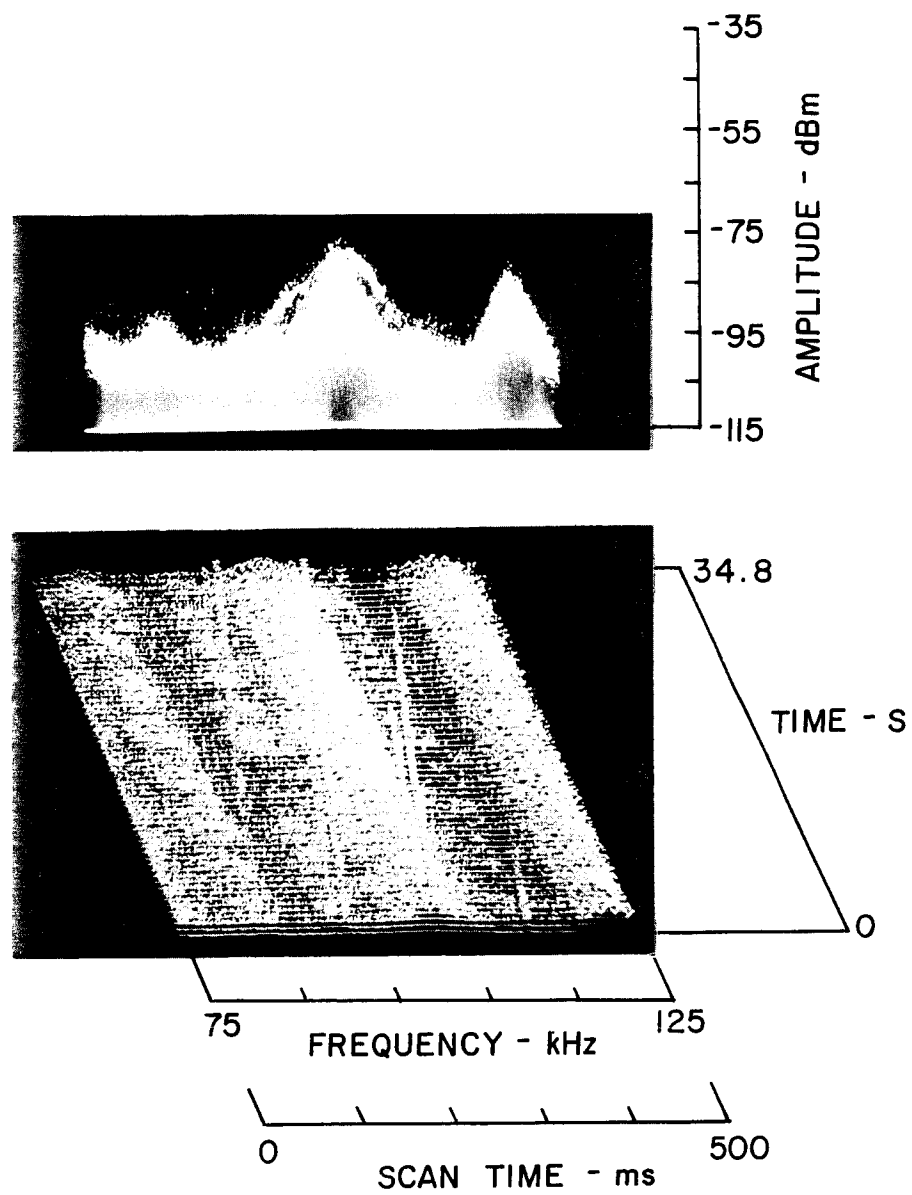 -35
-55
-75
-95
-115
AMPLITUDE - dBm
34.8
TIME - S
0
75
125
FREQUENCY - kHz
0
500
SCAN TIME - ms